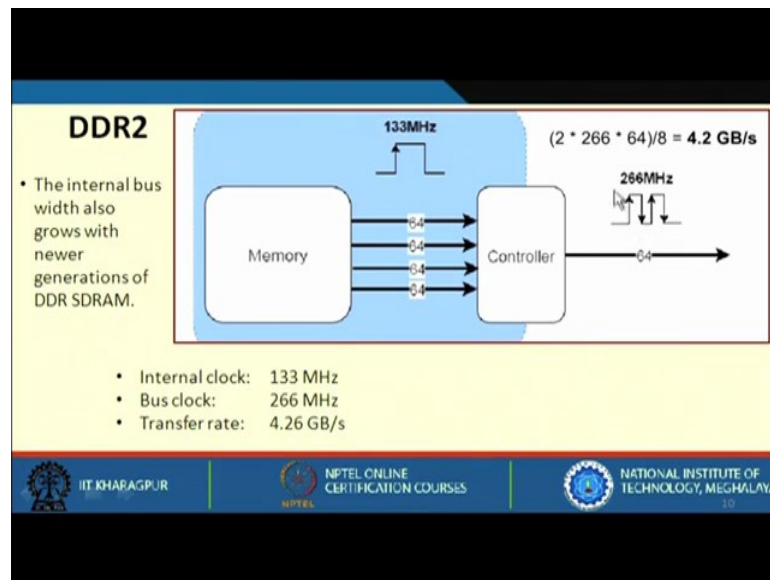 DDR2
• The internal bus
width also
grows with
newer
generations of
DDR SDRAM.
133MHz
(2 * 266 * 64)/8 = 4.2 GB/s
266MHz
Memory
64
64
64
64
Controller
64
• Internal clock: 133 MHz
• Bus clock: 266 MHz
• Transfer rate: 4.26 GB/s
IIT KHARAGPUR
NPTEL
NPTEL ONLINE
CERTIFICATION COURSES
NATIONAL INSTITUTE OF
TECHNOLOGY, MEGHALAYA
10